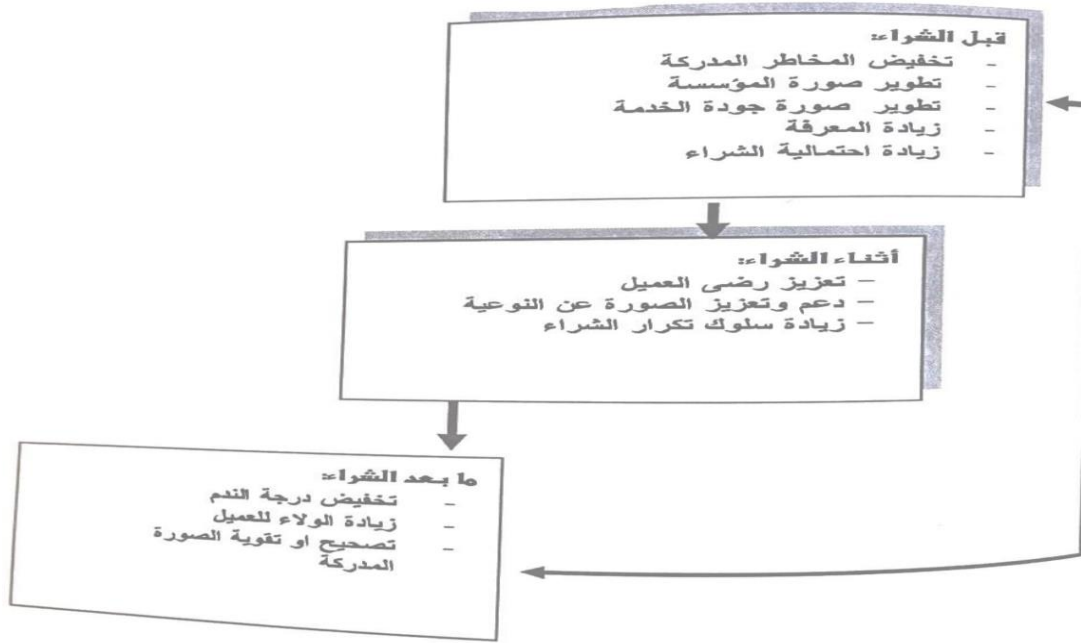 قبل الشراء:
- تخفيض المخاطر المدركة
- تطوير صورة المؤسسة
- تطوير صورة جودة الخدمة
- زيادة المعرفة
- زيادة احتمالية الشراء
أثناء الشراء:
– تعزيز رضى العميل
– دعم وتعزيز الصورة عن النوعية
– زيادة سلوك تكرار الشراء
ما بعد الشراء:
- تخفيض درجة الندم
- زيادة الولاء للعميل
- تصحيح او تقوية الصورة
المدركة